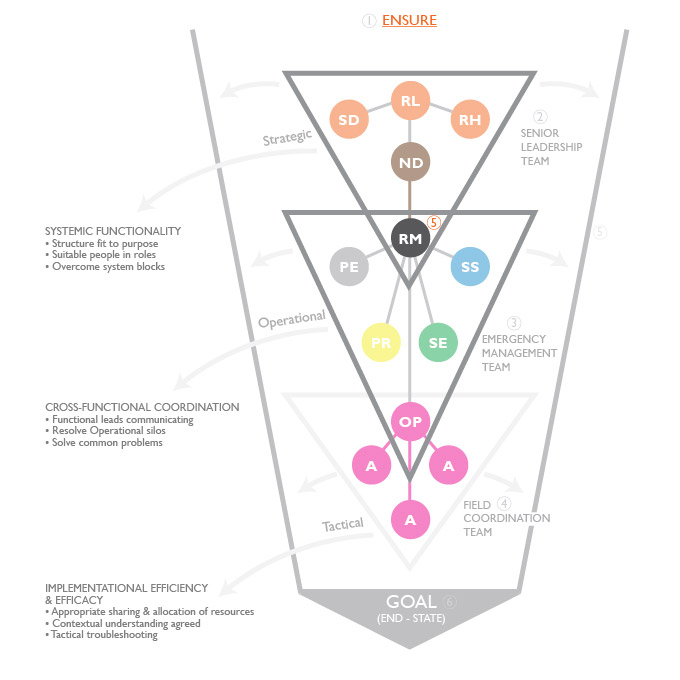 ① ENSURE
RL
SD
RH
Strategic
② SENIOR
LEADERSHIP
TEAM
ND
SYSTEMIC FUNCTIONALITY
• Structure fit to purpose
• Suitable people in roles
• Overcome system blocks
⑤
RM
⑤
PE
SS
Operational
③
EMERGENCY
MANAGEMENT
TEAM
PR
SE
CROSS-FUNCTIONAL COORDINATION
• Functional leads communicating
• Resolve Operational silos
• Solve common problems
OP
A
A
A
Tactical
FIELD ④
COORDINATION
TEAM
IMPLEMENTATIONAL EFFICIENCY
& EFFICACY
• Appropriate sharing & allocation of resources
• Contextual understanding agreed
• Tactical troubleshooting
GOAL ⑥
(END - STATE)